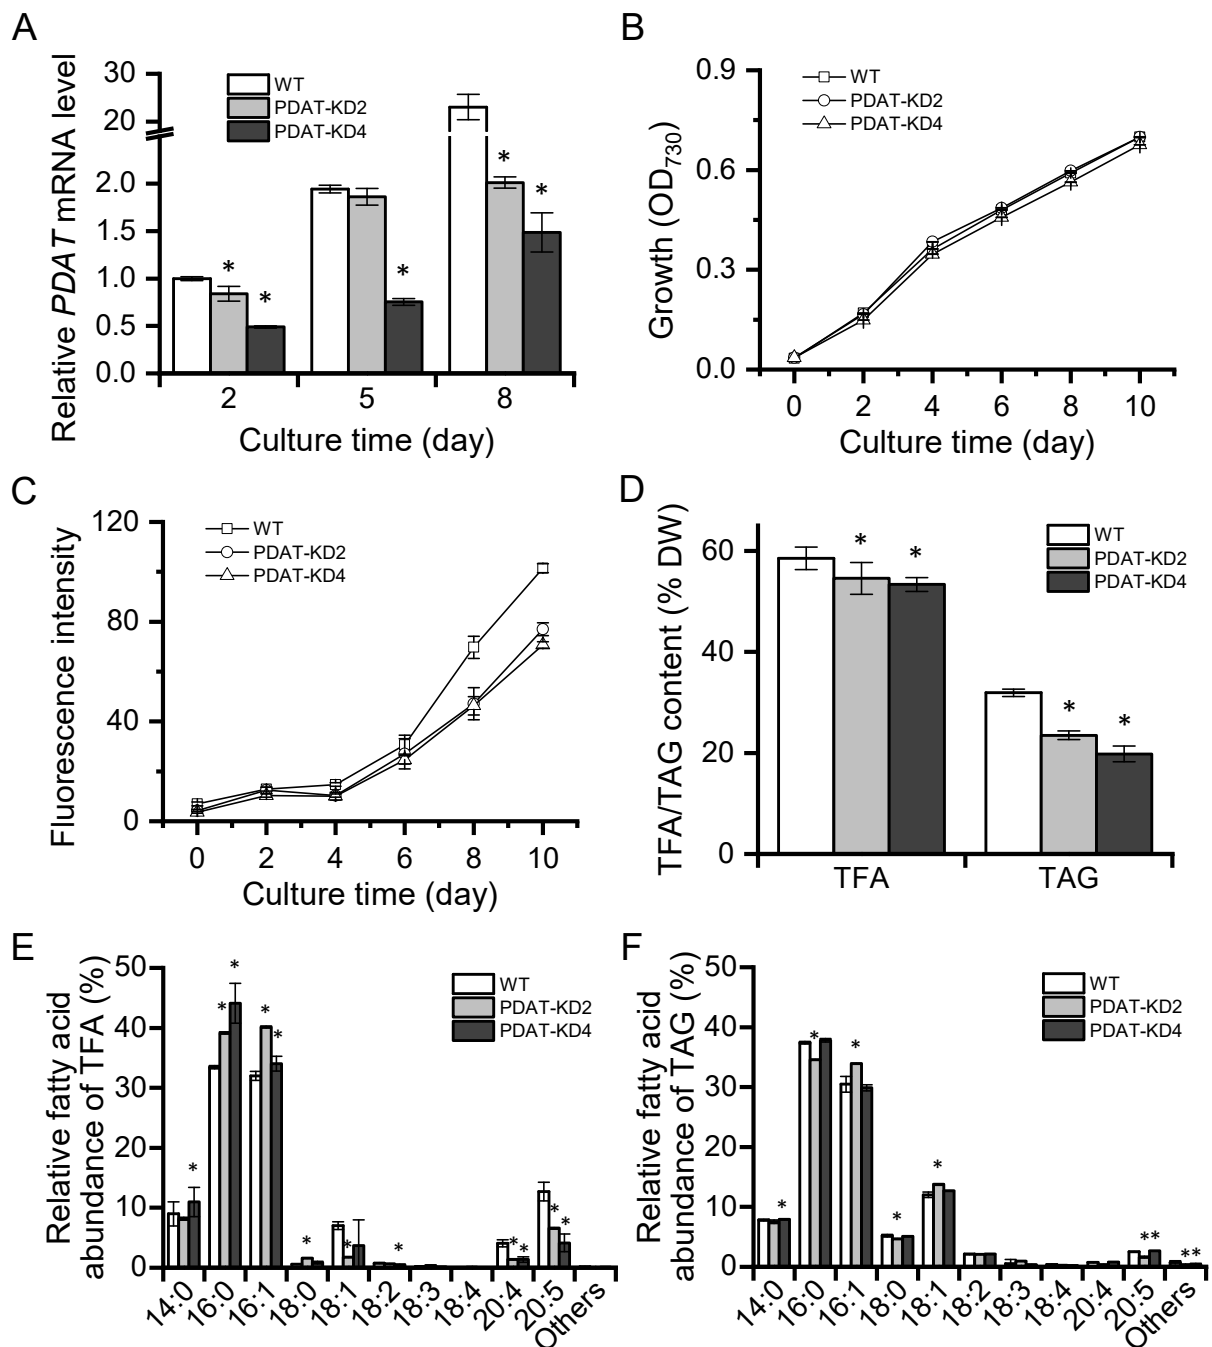 A
Relative PDAT mRNA level
30
20
2.0
1.5
1.0
0.5
0.0
WT
PDAT-KD2
PDAT-KD4
*
*
*
*
*
2
5
8
Culture time (day)
B
Growth (OD730)
0.9
0.6
0.3
0.0
WT
PDAT-KD2
PDAT-KD4
0
2
4
6
8
10
Culture time (day)
C
Fluorescence intensity
120
80
40
0
WT
PDAT-KD2
PDAT-KD4
0
2
4
6
8
10
Culture time (day)
D
TFA/TAG content (% DW)
60
40
20
0
WT
PDAT-KD2
PDAT-KD4
*
*
*
*
TFA
TAG
E
Relative fatty acid
abundance of TFA (%)
50
40
30
20
10
0
WT
PDAT-KD2
PDAT-KD4
*
*
*
*
*
*
*
*
*
*
*
*
14:0
16:0
16:1
18:0
18:1
18:2
18:3
18:4
20:4
20:5
Others
F
Relative fatty acid
abundance of TAG (%)
50
40
30
20
10
0
WT
PDAT-KD2
PDAT-KD4
*
*
*
*
*
**
**
14:0
16:0
16:1
18:0
18:1
18:2
18:3
18:4
20:4
20:5
Others